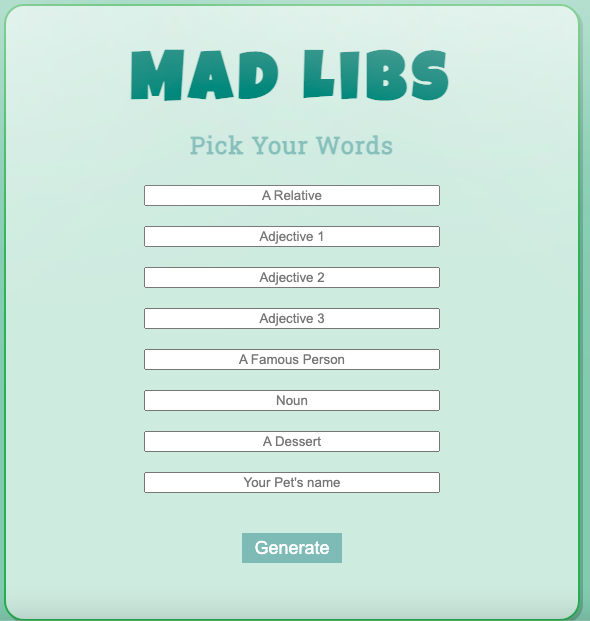 MAD LIBS
Pick Your Words
A Relative
Adjective 1
Adjective 2
Adjective 3
A Famous Person
Noun
A Dessert
Your Pet's name
Generate